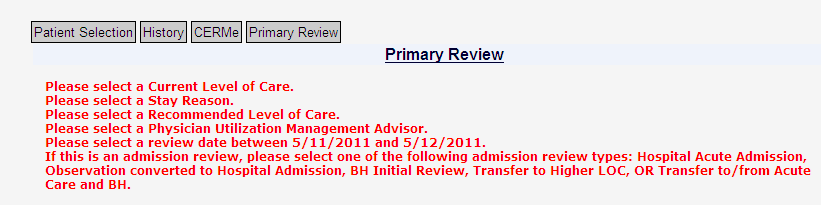 Patient Selection History CERMe Primary Review
Primary Review
Please select a Current Level of Care.
Please select a Stay Reason.
Please select a Recommended Level of Care.
Please select a Physician Utilization Management Advisor.
Please select a review date between 5/11/2011 and 5/12/2011.
If this is an admission review, please select one of the following admission review types: Hospital Acute Admission,
Observation converted to Hospital Admission, BH Initial Review, Transfer to Higher LOC, OR Transfer to/from Acute
Care and BH.